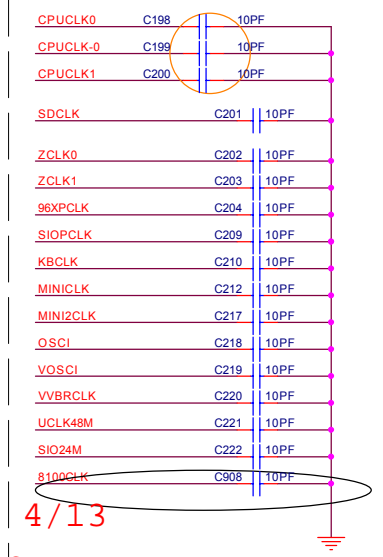 CPUCLK0 C198 10PF
CPUCLK-0 C199 10PF
CPUCLK1 C200 10PF
SDCLK C201 10PF
ZCLK0 C202 10PF
ZCLK1 C203 10PF
96XPCLK C204 10PF
SIOPCLK C209 10PF
KBCLK C210 10PF
MINICLK C212 10PF
MINI2CLK C217 10PF
OSCI C218 10PF
VOSCI C219 10PF
VVBRCLK C220 10PF
UCLK48M C221 10PF
SIO24M C222 10PF
8100CLK C908 10PF
4/13